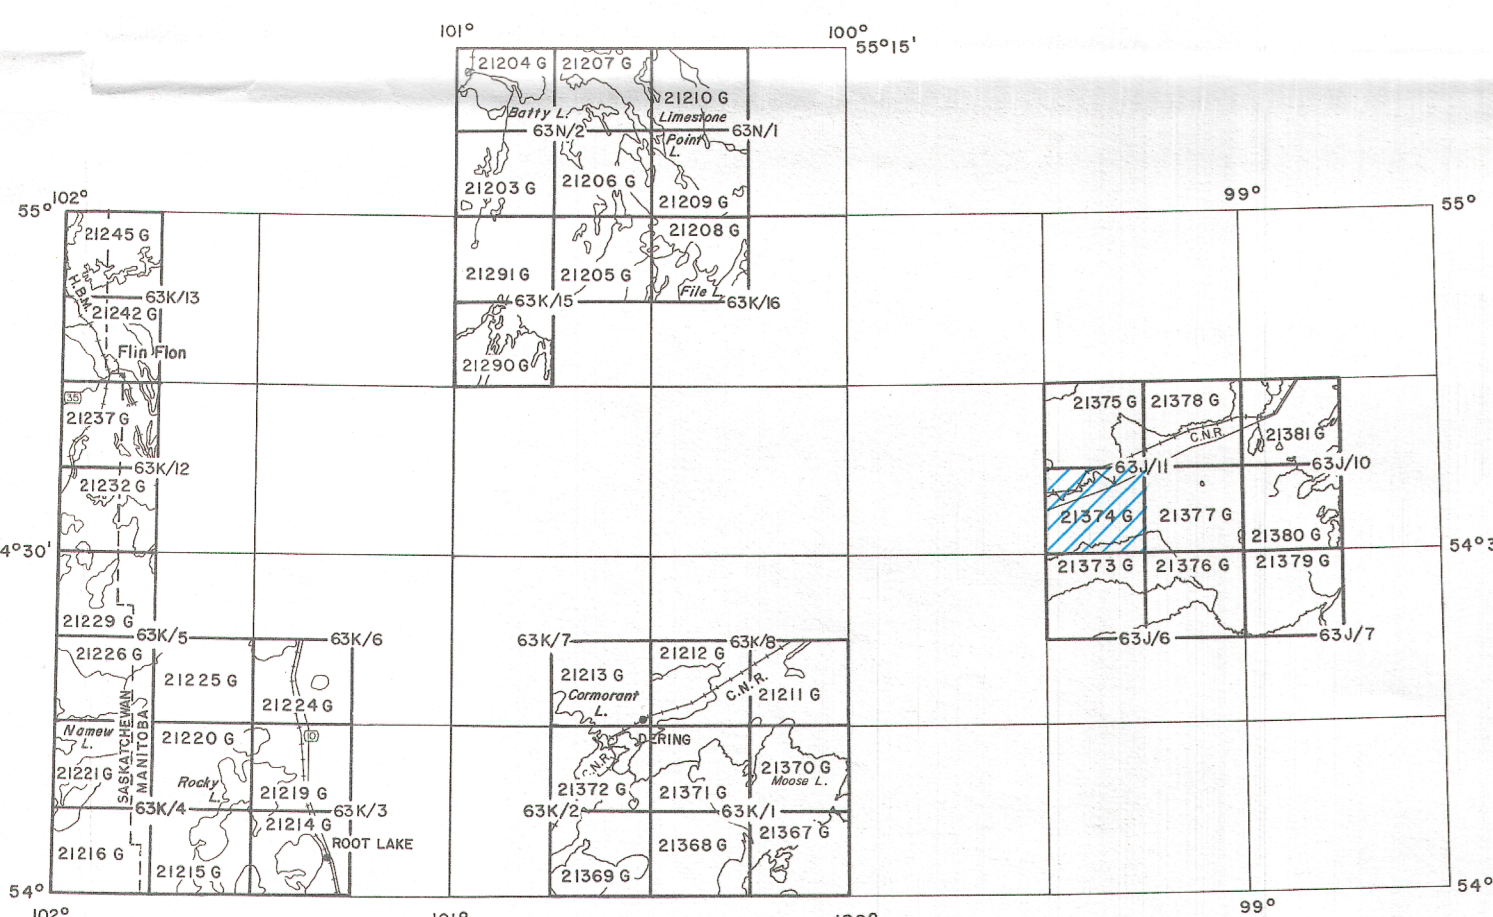 101°
100°
55°15'
21204 G
21207 G
21210 G
Batty L.
Limestone
Point
L.
63N/2
63N/1
21203 G
21206 G
21209 G
21208 G
21291 G
21205 G
File L.
63K/15
63K/16
21290 G
102°
55°
99°
55°
21245 G
H.B.M.
63K/13
21242 G
Flin Flon
35
21237 G
63K/12
21232 G
4°30'
21229 G
63K/5
63K/6
21226 G
21225 G
21224 G
SASKATCHEWAN
MANITOBA
Namew
L.
21220 G
10
21221 G
Rocky
L.
21219 G
63K/4
63K/3
21214 G
ROOT LAKE
21216 G
21215 G
54°
102°
101°
63K/7
63K/8
21212 G
21213 G
Cormorant
L.
C.N.R.
21211 G
DERING
C.N.R.
21370 G
Moose L.
21372 G
21371 G
63K/2
63K/1
21367 G
21368 G
21369 G
100°
21375 G
21378 G
C.N.R.
21381 G
63J/11
63J/10
21374 G
21377 G
21380 G
54°3
21373 G
21376 G
21379 G
63J/6
63J/7
54°
99°